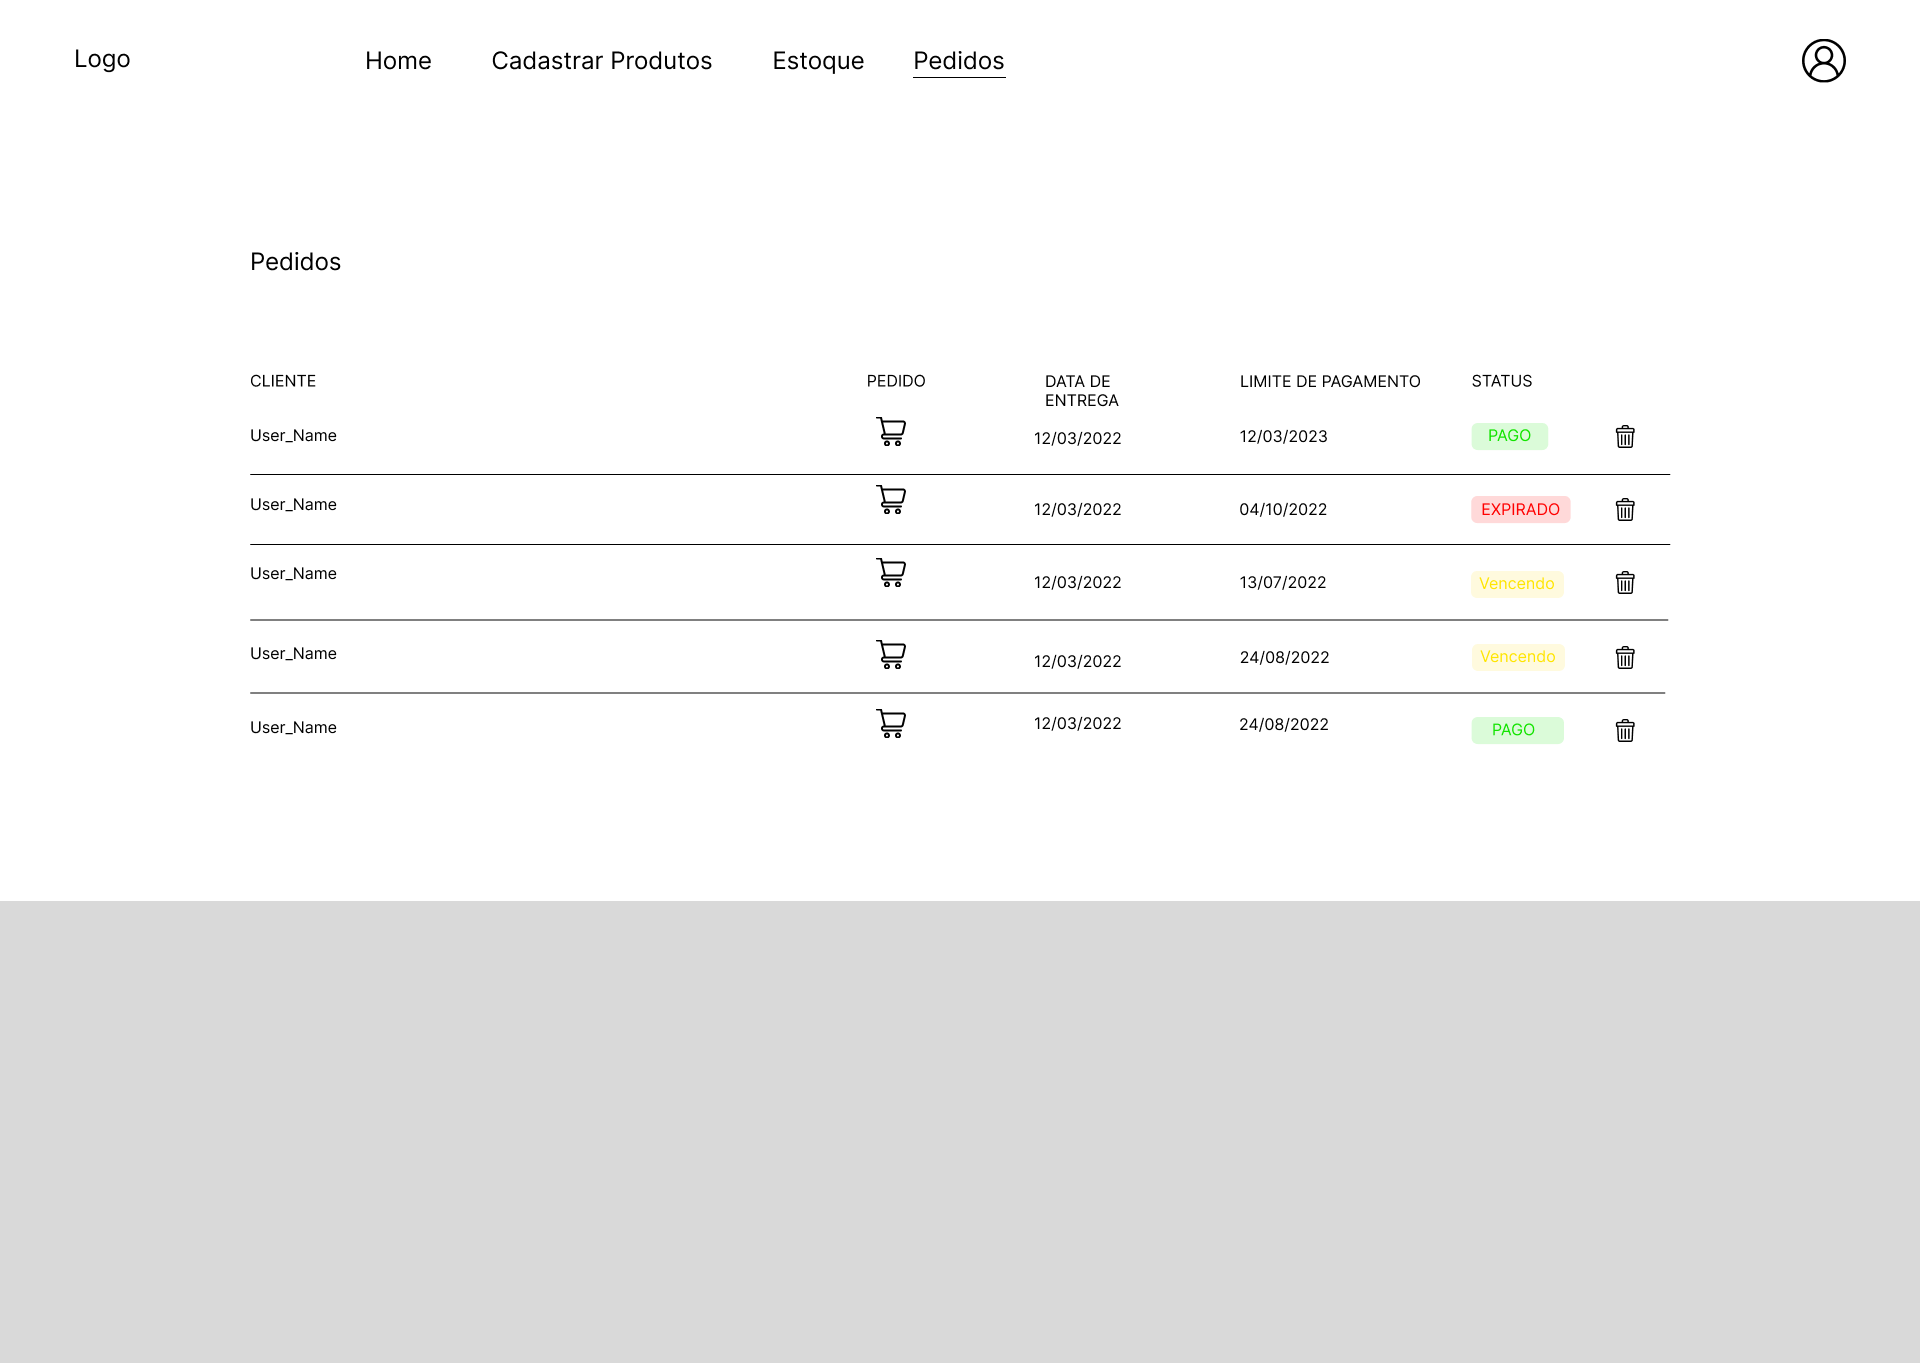 Logo
Home Cadastrar Produtos Estoque Pedidos
Pedidos
CLIENTE PEDIDO DATA DE LIMITE DE PAGAMENTO STATUS
ENTREGA
User_Name 12/03/2022 12/03/2023 PAGO
User_Name 12/03/2022 04/10/2022 EXPIRADO
User_Name 12/03/2022 13/07/2022 Vencendo
User_Name 12/03/2022 24/08/2022 Vencendo
User_Name 12/03/2022 24/08/2022 PAGO